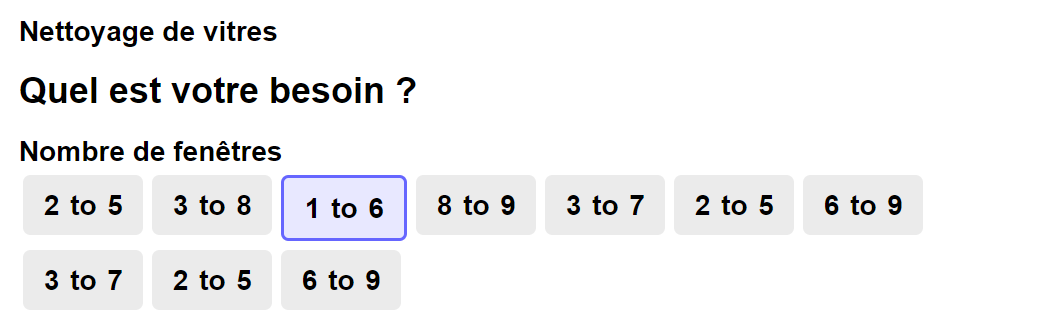 Nettoyage de vitres
Quel est votre besoin ?
Nombre de fenêtres
2 to 5 3 to 8 1 to 6 8 to 9 3 to 7 2 to 5 6 to 9
3 to 7 2 to 5 6 to 9